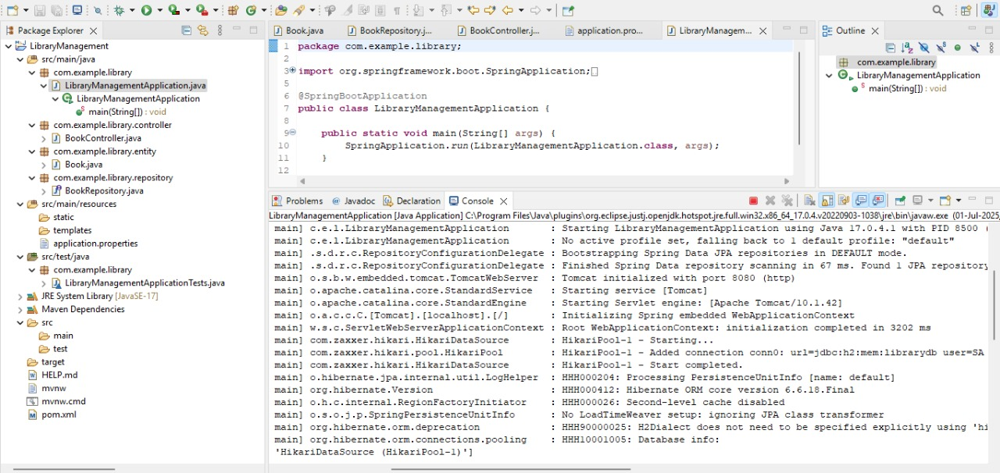 Package Explorer
LibraryManagement
src/main/java
com.example.library
LibraryManagementApplication.java
LibraryManagementApplication
main(String[]) : void
com.example.library.controller
BookController.java
com.example.library.entity
Book.java
com.example.library.repository
BookRepository.java
src/main/resources
static
templates
application.properties
src/test/java
com.example.library
LibraryManagementApplicationTests.java
JRE System Library [JavaSE-17]
Maven Dependencies
src
main
test
target
HELP.md
mvnw
mvnw.cmd
pom.xml
Book.java BookRepository.j... BookController.j... application.pro... LibraryManagem...
1 package com.example.library;
2
3 import org.springframework.boot.SpringApplication;
5
6 @SpringBootApplication
7 public class LibraryManagementApplication {
8
9 public static void main(String[] args) {
10 SpringApplication.run(LibraryManagementApplication.class, args);
11 }
12
Outline
com.example.library
LibraryManagementApplication
main(String[]) : void
Problems @ Javadoc Declaration Console
LibraryManagementApplication [Java Application] C:\Program Files\Java\plugins\org.eclipse.justj.openjdk.hotspot.jre.full.win32.x86_64_17.0.4.v20220903-1038\jre\bin\javaw.exe (01-Jul-2025
main] c.e.l.LibraryManagementApplication : Starting LibraryManagementApplication using Java 17.0.4.1 with PID 8500 (
main] c.e.l.LibraryManagementApplication : No active profile set, falling back to 1 default profile: "default"
main] .s.d.r.c.RepositoryConfigurationDelegate : Bootstrapping Spring Data JPA repositories in DEFAULT mode.
main] .s.d.r.c.RepositoryConfigurationDelegate : Finished Spring Data repository scanning in 67 ms. Found 1 JPA repository
main] o.s.b.w.embedded.tomcat.TomcatWebServer : Tomcat initialized with port 8080 (http)
main] o.apache.catalina.core.StandardService : Starting service [Tomcat]
main] o.apache.catalina.core.StandardEngine : Starting Servlet engine: [Apache Tomcat/10.1.42]
main] o.a.c.c.C.[Tomcat].[localhost].[/] : Initializing Spring embedded WebApplicationContext
main] w.s.c.ServletWebServerApplicationContext : Root WebApplicationContext: initialization completed in 3202 ms
main] com.zaxxer.hikari.HikariDataSource : HikariPool-1 - Starting...
main] com.zaxxer.hikari.pool.HikariPool : HikariPool-1 - Added connection conn0: url=jdbc:h2:mem:librarydb user=SA
main] com.zaxxer.hikari.HikariDataSource : HikariPool-1 - Start completed.
main] o.hibernate.jpa.internal.util.LogHelper : HHH000204: Processing PersistenceUnitInfo [name: default]
main] org.hibernate.Version : HHH000412: Hibernate ORM core version 6.6.18.Final
main] o.h.c.internal.RegionFactoryInitiator : HHH000026: Second-level cache disabled
main] o.s.o.j.p.SpringPersistenceUnitInfo : No LoadTimeWeaver setup: ignoring JPA class transformer
main] org.hibernate.orm.deprecation : HHH90000025: H2Dialect does not need to be specified explicitly using 'hi
main] org.hibernate.orm.connections.pooling : HHH10001005: Database info:
'HikariDataSource (HikariPool-1)']